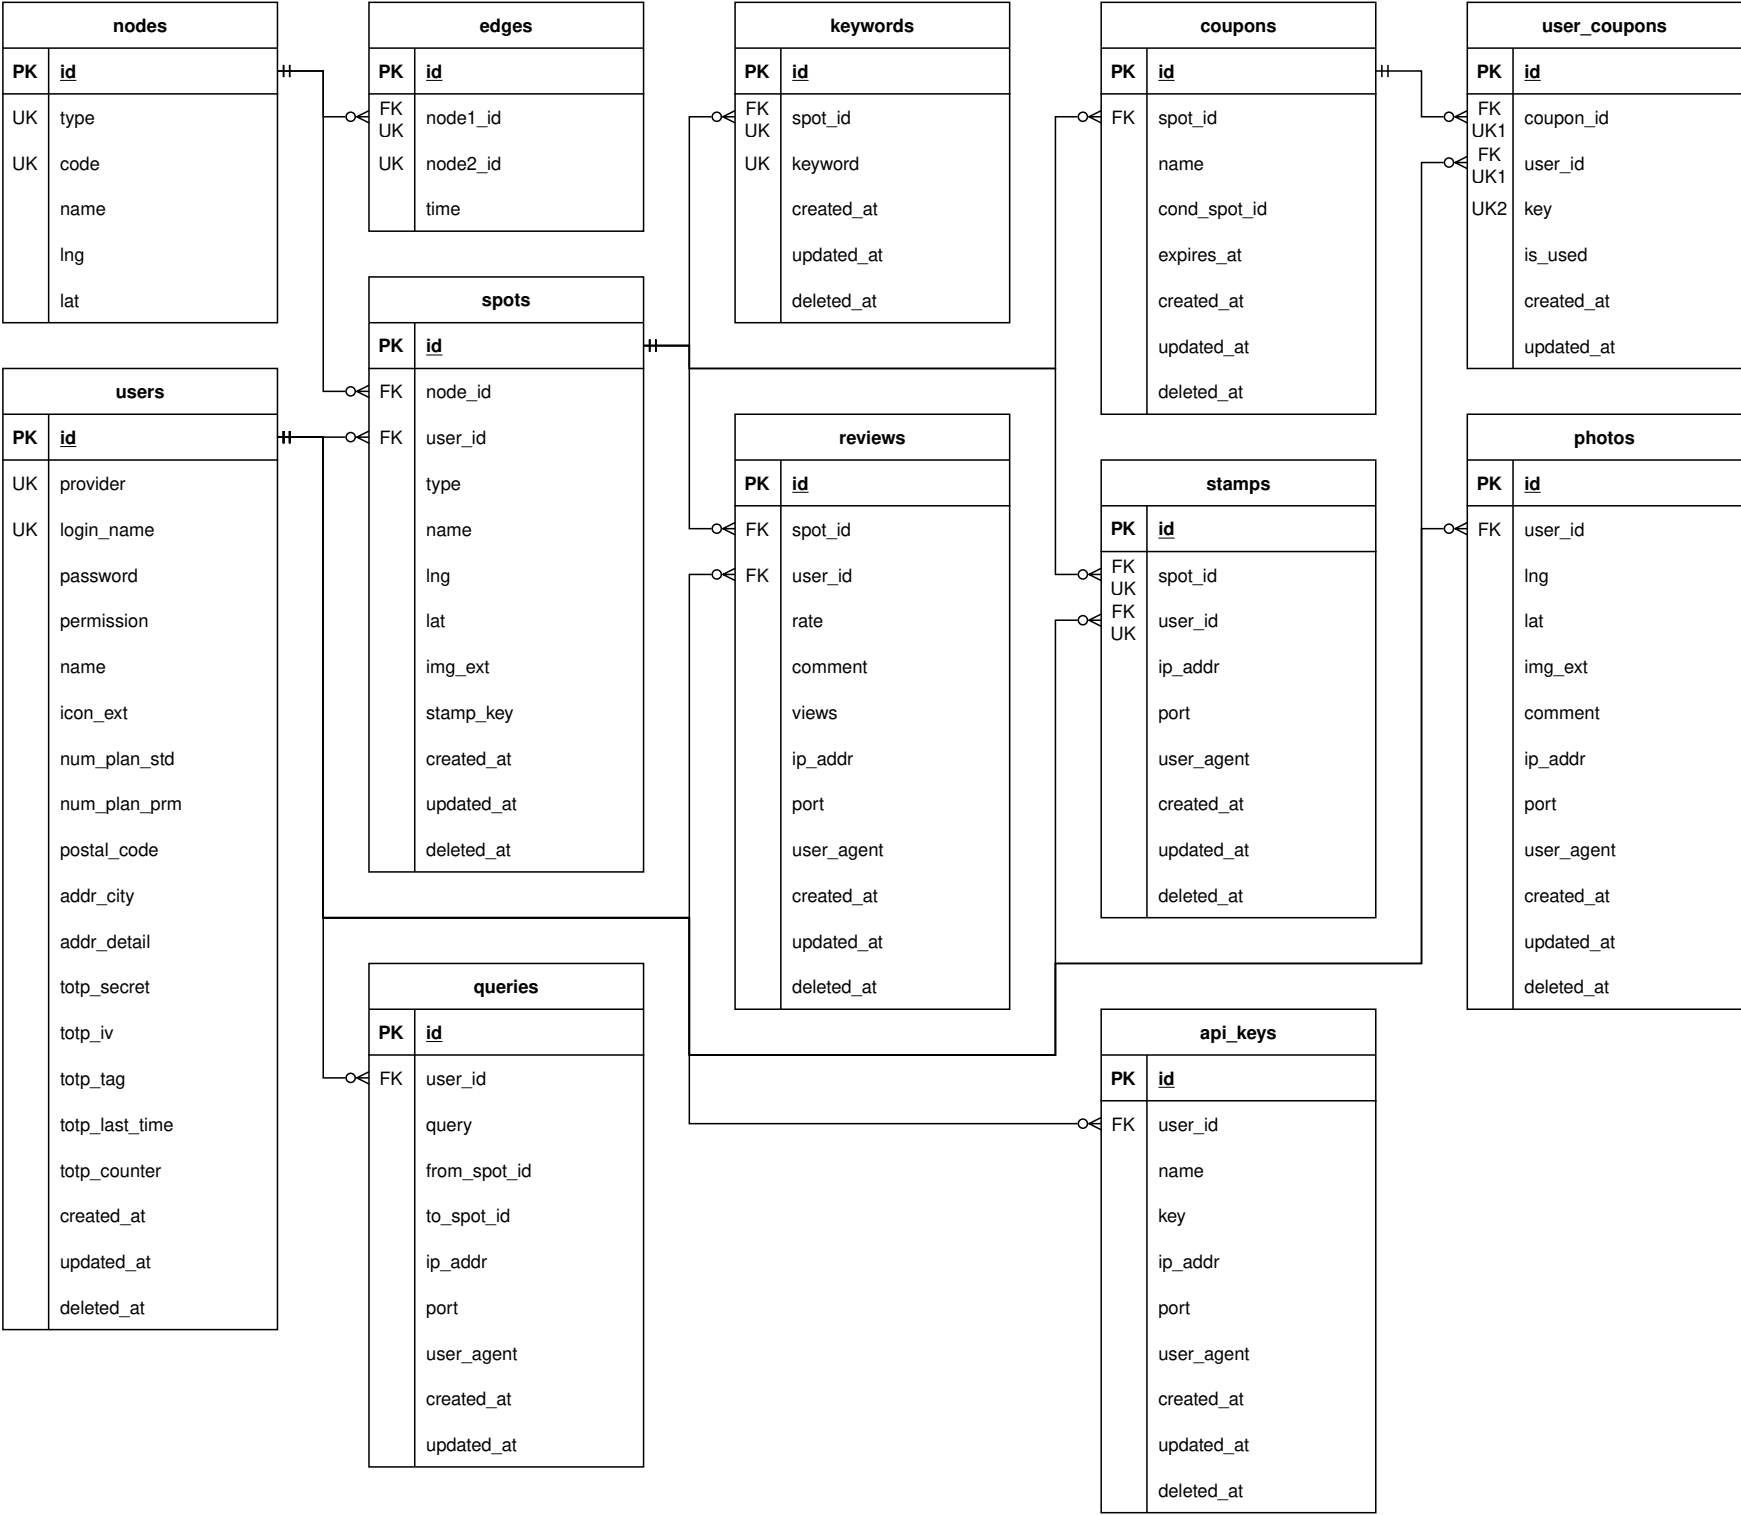 nodes
PK id
UK type
UK code
name
lng
lat
edges
PK id
FK
UK
node1_id
UK node2_id
time
keywords
PK id
FK
UK
spot_id
UK keyword
created_at
updated_at
deleted_at
coupons
PK id
FK spot_id
name
cond_spot_id
expires_at
created_at
updated_at
deleted_at
user_coupons
PK id
FK
UK1
coupon_id
FK
UK1
user_id
UK2 key
is_used
created_at
updated_at
users
PK id
UK provider
UK login_name
password
permission
name
icon_ext
num_plan_std
num_plan_prm
postal_code
addr_city
addr_detail
totp_secret
totp_iv
totp_tag
totp_last_time
totp_counter
created_at
updated_at
deleted_at
spots
PK id
FK node_id
FK user_id
type
name
lng
lat
img_ext
stamp_key
created_at
updated_at
deleted_at
reviews
PK id
FK spot_id
FK user_id
rate
comment
views
ip_addr
port
user_agent
created_at
updated_at
deleted_at
stamps
PK id
FK
UK
spot_id
FK
UK
user_id
ip_addr
port
user_agent
created_at
updated_at
deleted_at
photos
PK id
FK user_id
lng
lat
img_ext
comment
ip_addr
port
user_agent
created_at
updated_at
deleted_at
queries
PK id
FK user_id
query
from_spot_id
to_spot_id
ip_addr
port
user_agent
created_at
updated_at
api_keys
PK id
FK user_id
name
key
ip_addr
port
user_agent
created_at
updated_at
deleted_at